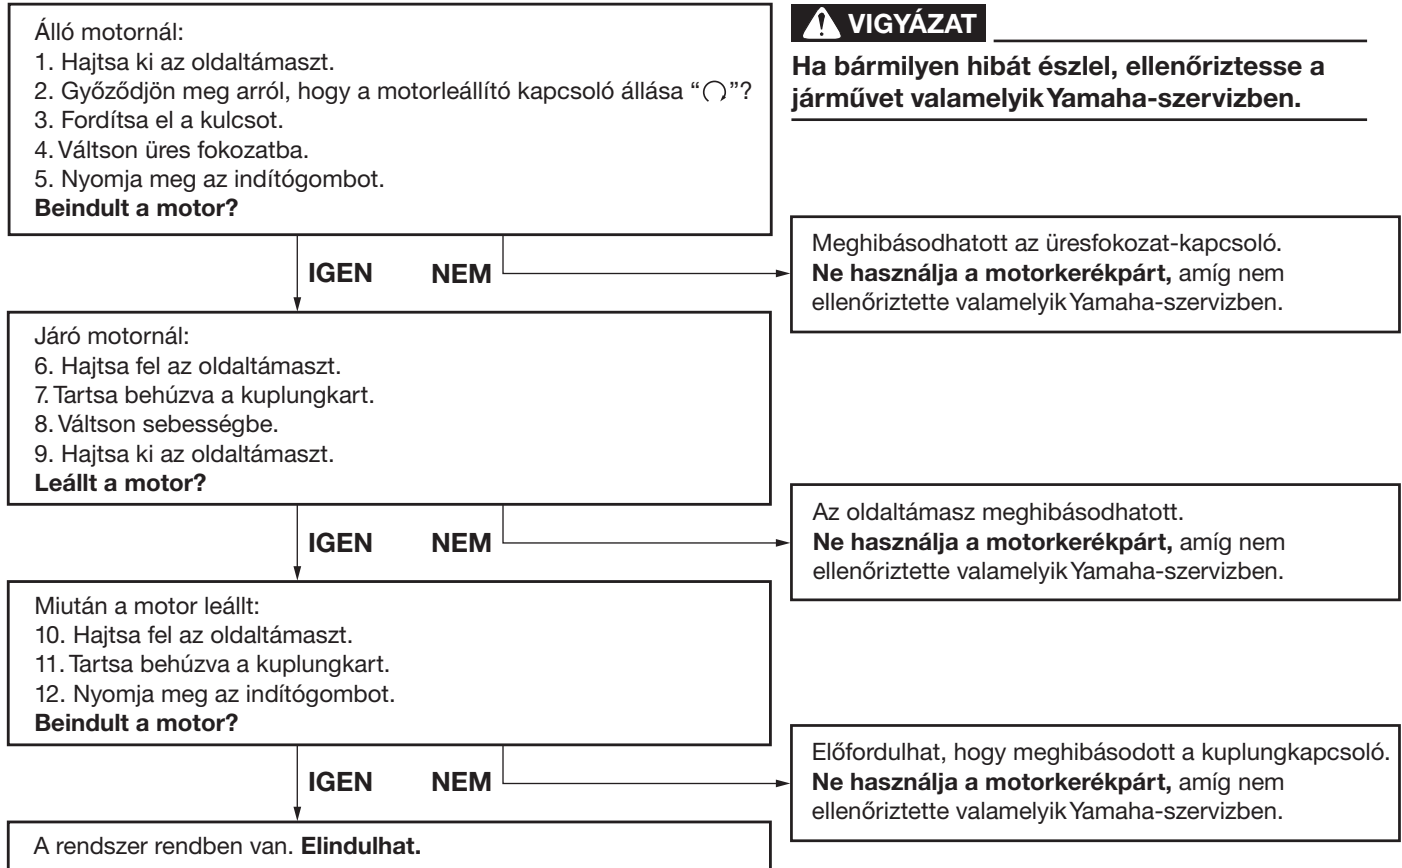 Álló motornál:
1. Hajtsa ki az oldaltámaszt.
2. Győződjön meg arról, hogy a motorleállító kapcsoló állása “ ”?
3. Fordítsa el a kulcsot.
4. Váltson üres fokozatba.
5. Nyomja meg az indítógombot.
Beindult a motor?
VIGYÁZAT
Ha bármilyen hibát észlel, ellenőriztesse a
járművet valamelyik Yamaha-szervizben.
IGEN NEM
Meghibásodhatott az üresfokozat-kapcsoló.
Ne használja a motorkerékpárt, amíg nem
ellenőriztette valamelyik Yamaha-szervizben.
Járó motornál:
6. Hajtsa fel az oldaltámaszt.
7. Tartsa behúzva a kuplungkart.
8. Váltson sebességbe.
9. Hajtsa ki az oldaltámaszt.
Leállt a motor?
IGEN NEM
Az oldaltámasz meghibásodhatott.
Ne használja a motorkerékpárt, amíg nem
ellenőriztette valamelyik Yamaha-szervizben.
Miután a motor leállt:
10. Hajtsa fel az oldaltámaszt.
11. Tartsa behúzva a kuplungkart.
12. Nyomja meg az indítógombot.
Beindult a motor?
IGEN NEM
Előfordulhat, hogy meghibásodott a kuplungkapcsoló.
Ne használja a motorkerékpárt, amíg nem
ellenőriztette valamelyik Yamaha-szervizben.
A rendszer rendben van. Elindulhat.